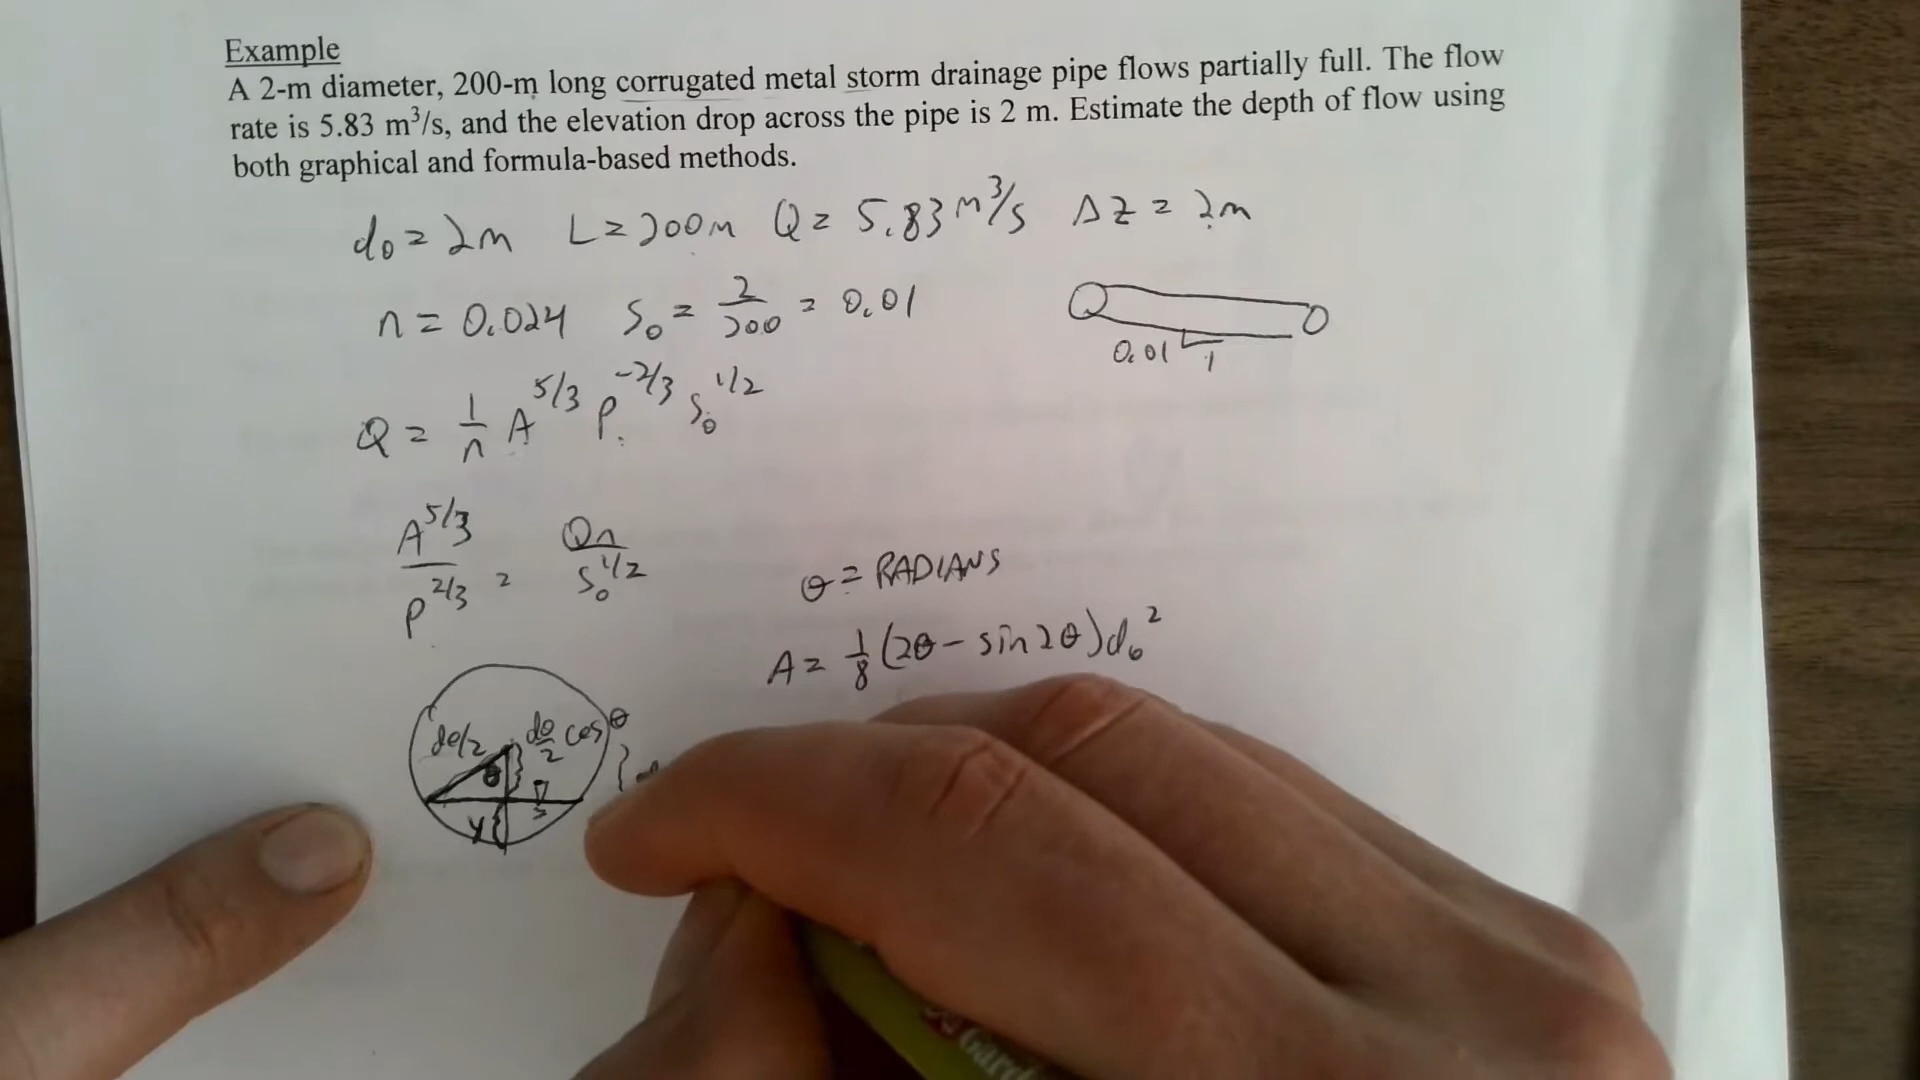 Example
A 2-m diameter, 200-m long corrugated metal storm drainage pipe flows partially full. The flow
rate is 5.83 m³/s, and the elevation drop across the pipe is 2 m. Estimate the depth of flow using
both graphical and formula-based methods.
d₀ = 2m L = 200m Q = 5.83 m³/s Δz = 2m
n = 0.024 S₀ = 2/200 = 0.01
0.01 1
Q = 1/n A^5/3 P^-2/3 S₀^1/2
A^5/3 / P^2/3 = Qn / S₀^1/2
θ = RADIANS
A = 1/8 (2θ - sin 2θ) d₀²
d₀/2 d₀/2 cos θ
θ
y